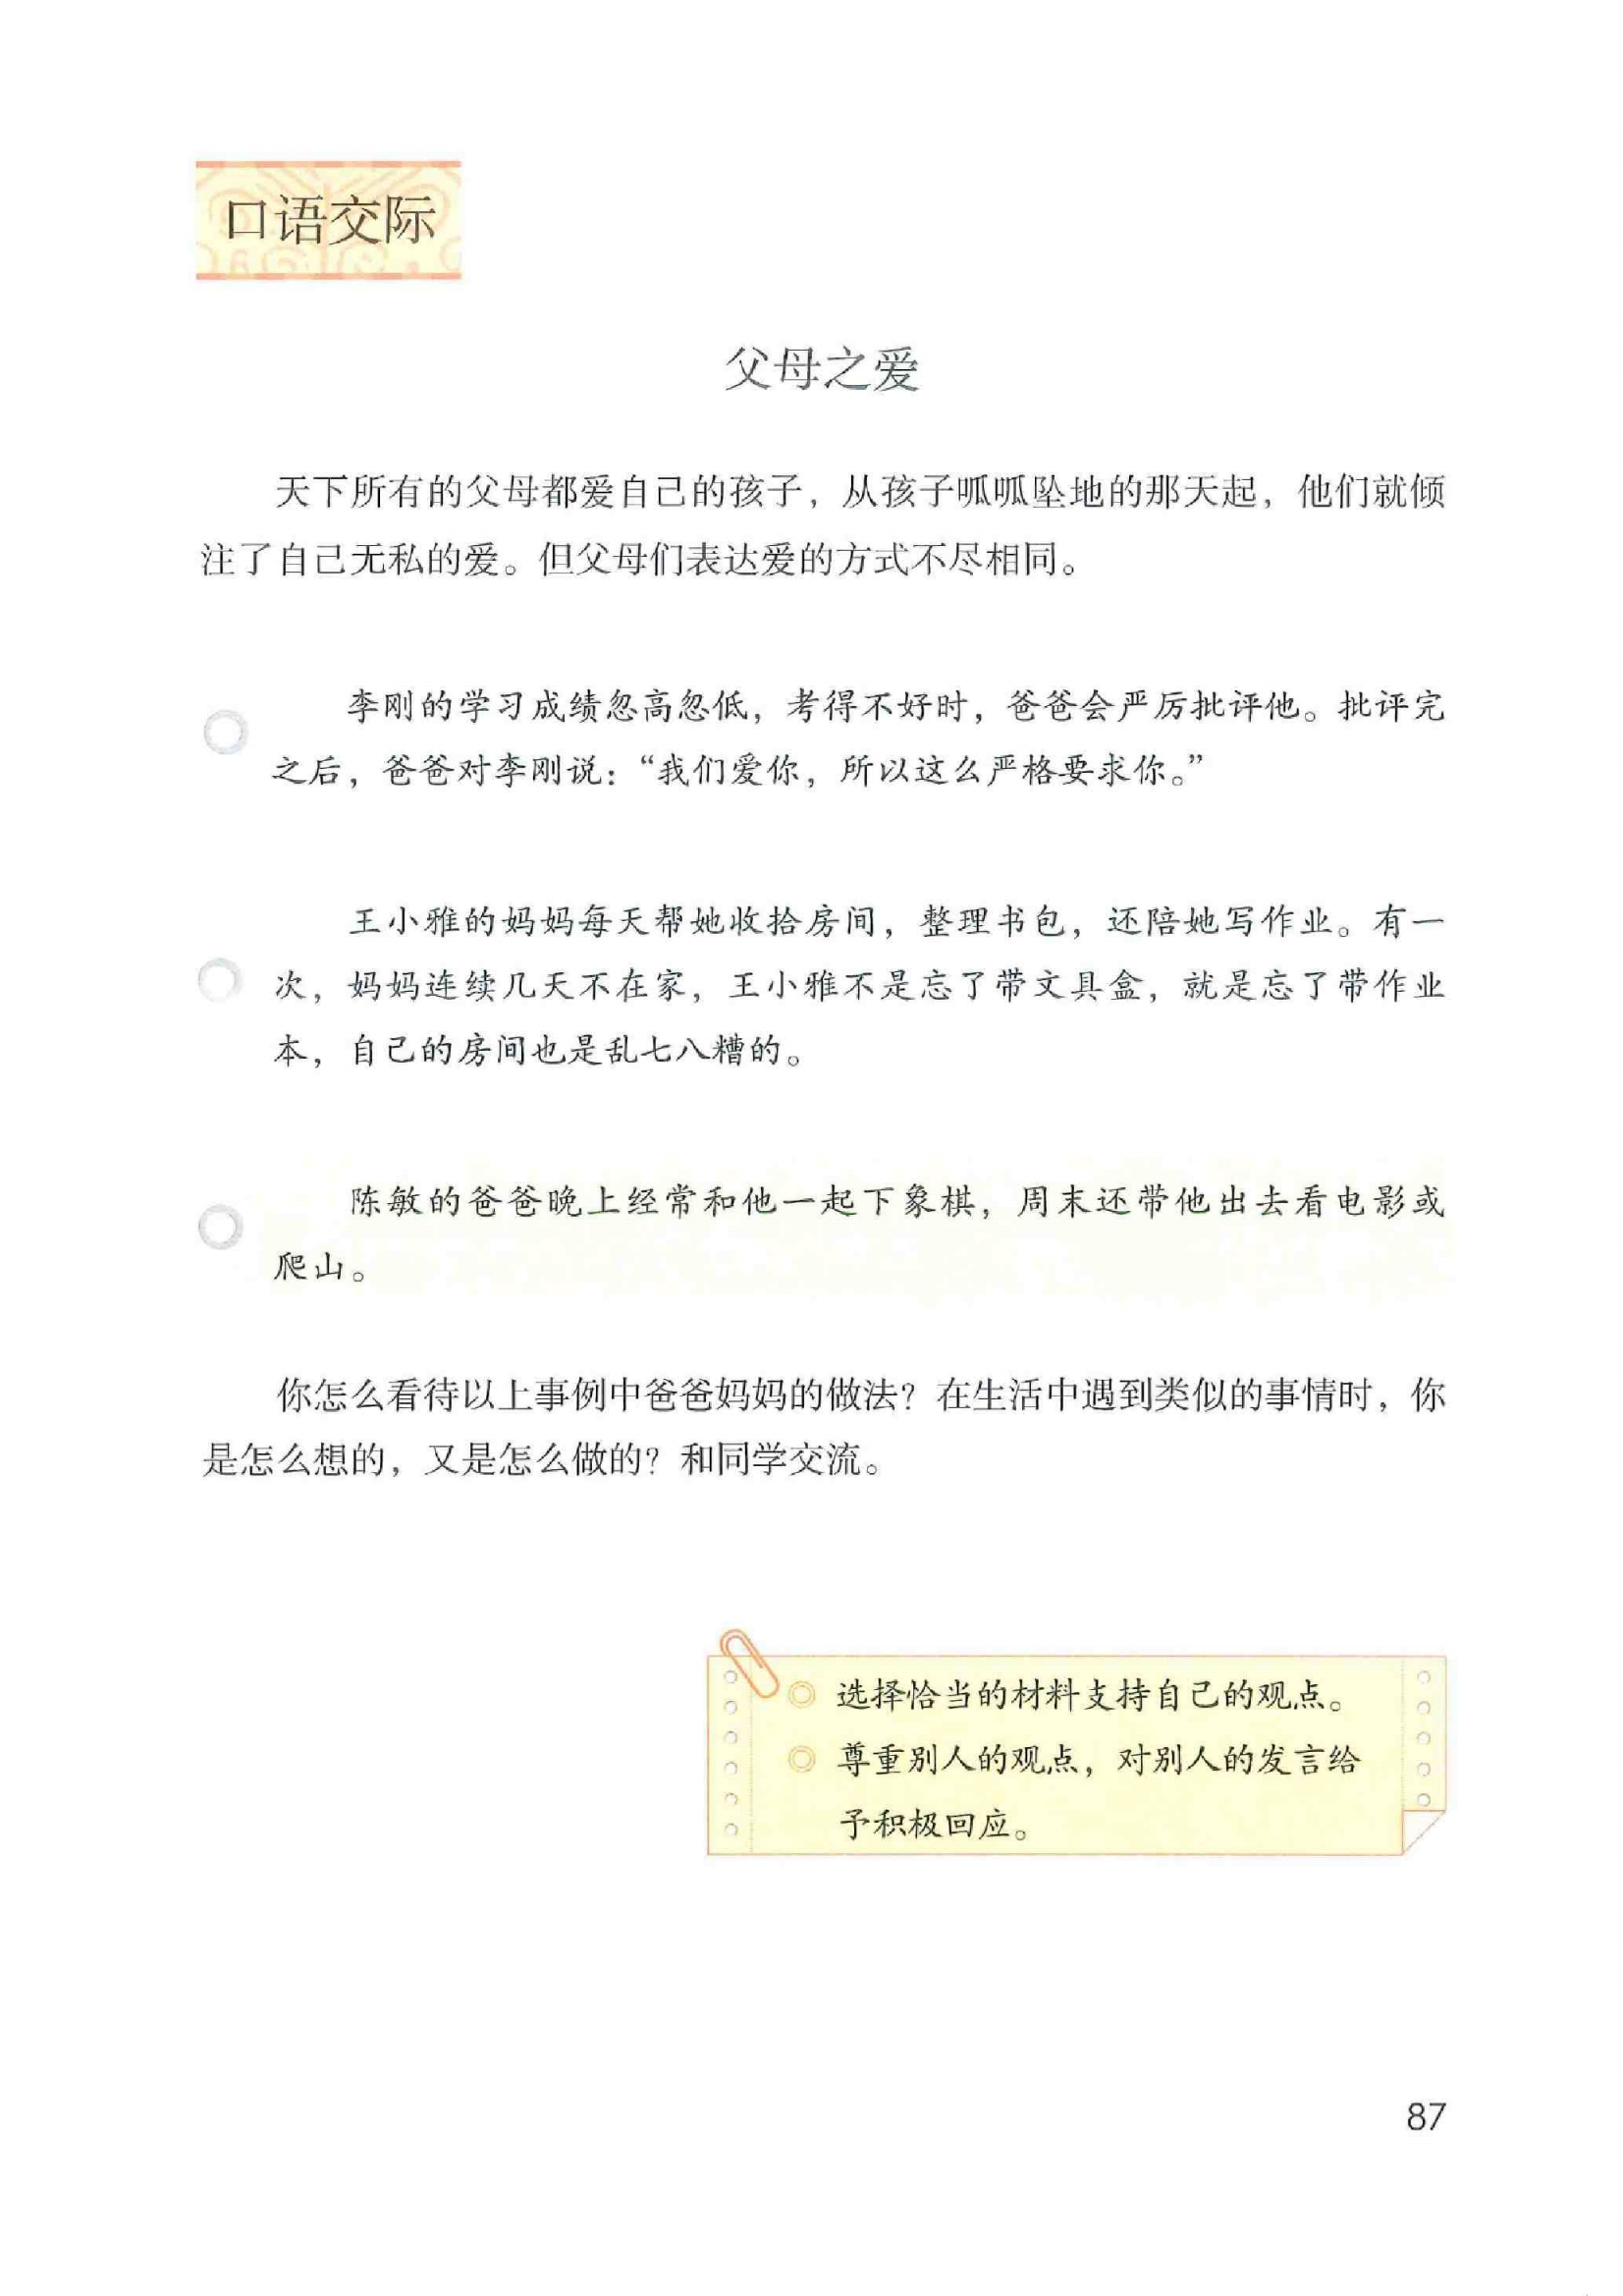 口语交际
父母之爱
天下所有的父母都爱自己的孩子，从孩子呱呱坠地的那天起，他们就倾
注了自己无私的爱。但父母们表达爱的方式不尽相同。
李刚的学习成绩忽高忽低，考得不好时，爸爸会严厉批评他。批评完
之后，爸爸对李刚说：“我们爱你，所以这么严格要求你。”
王小雅的妈妈每天帮她收拾房间，整理书包，还陪她写作业。有一
次，妈妈连续几天不在家，王小雅不是忘了带文具盒，就是忘了带作业
本，自己的房间也是乱七八糟的。
陈敏的爸爸晚上经常和他一起下象棋，周末还带他出去看电影或
爬山。
你怎么看待以上事例中爸爸妈妈的做法？在生活中遇到类似的事情时，你
是怎么想的，又是怎么做的？和同学交流。
◎ 选择恰当的材料支持自己的观点。
◎ 尊重别人的观点，对别人的发言给
予积极回应。
87